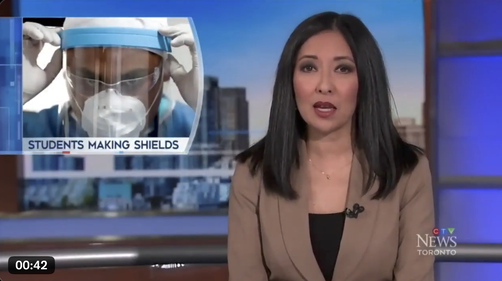 STUDENTS MAKING SHIELDS
CTV
NEWS
TORONTO
00:42